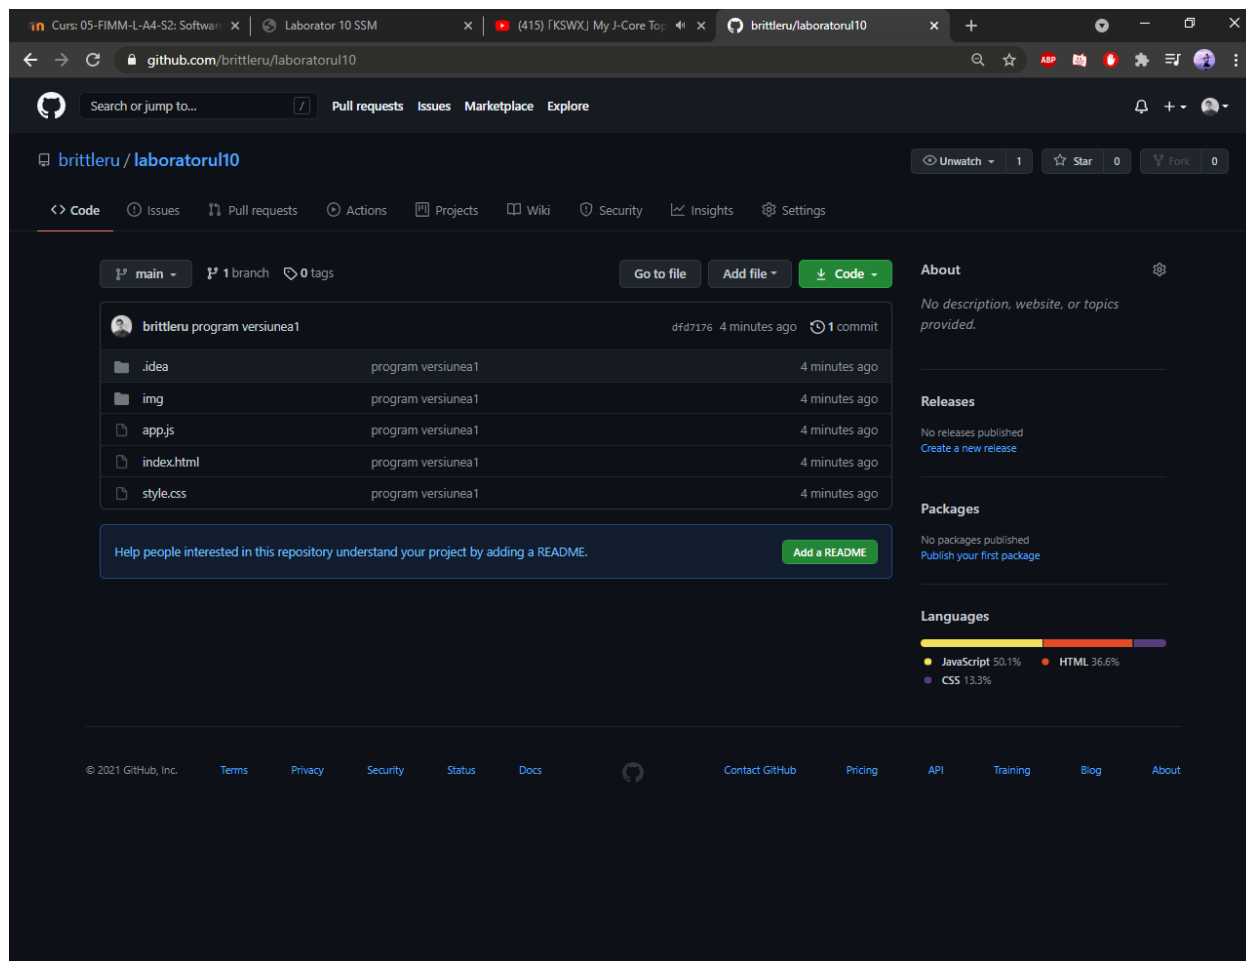 Curs: 05-FIMM-L-A4-S2: Softwar Laborator 10 SSM (415) 「KSWX」 My J-Core Top brittleru/laboratorul10
github.com/brittleru/laboratorul10 ABP
Search or jump to... / Pull requests Issues Marketplace Explore
brittleru / laboratorul10 Unwatch 1 Star 0 Fork 0
<> Code Issues Pull requests Actions Projects Wiki Security Insights Settings
main 1 branch 0 tags Go to file Add file Code
About
No description, website, or topics
provided.
brittleru program versiunea1 dfd7176 4 minutes ago 1 commit
.idea program versiunea1 4 minutes ago
img program versiunea1 4 minutes ago
app.js program versiunea1 4 minutes ago
index.html program versiunea1 4 minutes ago
style.css program versiunea1 4 minutes ago
Help people interested in this repository understand your project by adding a README. Add a README
Releases
No releases published
Create a new release
Packages
No packages published
Publish your first package
Languages
JavaScript 50.1% HTML 36.6%
CSS 13.3%
© 2021 GitHub, Inc. Terms Privacy Security Status Docs Contact GitHub Pricing API Training Blog About